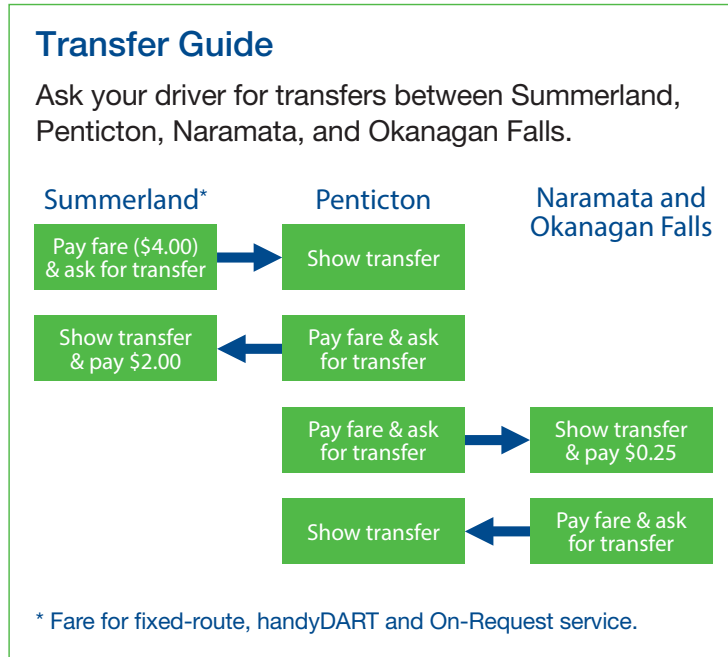 Transfer Guide
Ask your driver for transfers between Summerland,
Penticton, Naramata, and Okanagan Falls.
Summerland*
Penticton
Naramata and
Okanagan Falls
Pay fare ($4.00)
& ask for transfer
Show transfer
Show transfer
& pay $2.00
Pay fare & ask
for transfer
Pay fare & ask
for transfer
Show transfer
& pay $0.25
Show transfer
Pay fare & ask
for transfer
* Fare for fixed-route, handyDART and On-Request service.